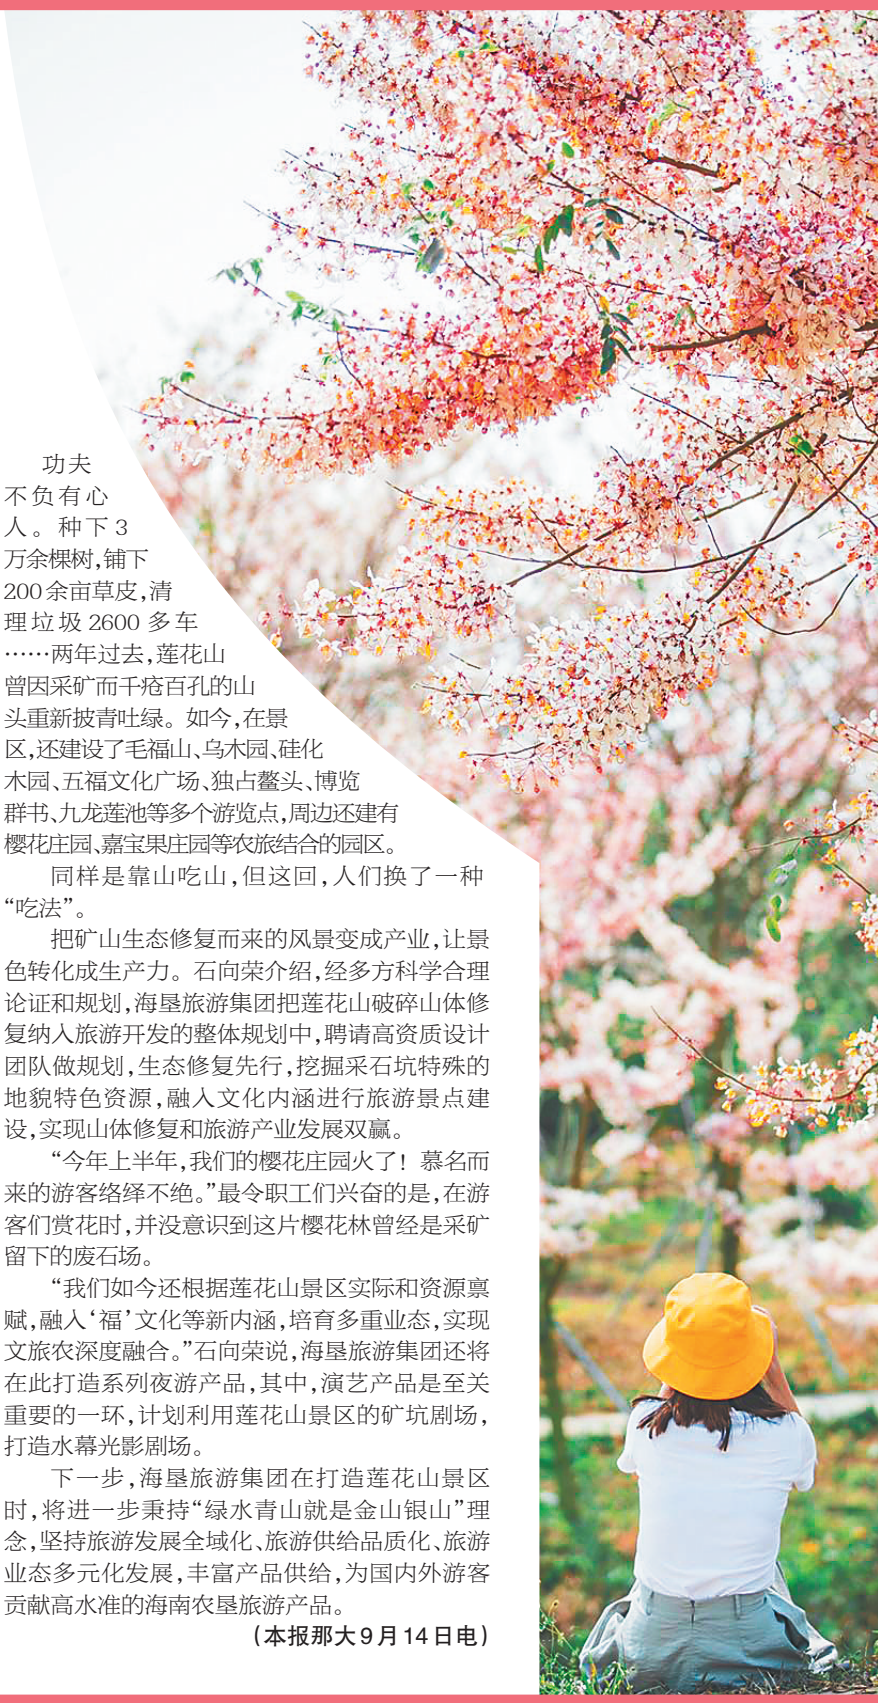 功夫
不负有心
人。种下3
万余棵树,铺下
200余亩草皮,清
理垃圾2600多车
……两年过去,莲花山
曾因采矿而千疮百孔的山
头重新披青吐绿。如今,在景
区,还建设了毛福山、乌木园、硅化
木园、五福文化广场、独占鳌头、博览
群书、九龙莲池等多个游览点,周边还建有
樱花庄园、嘉宝果庄园等农旅结合的园区。
同样是靠山吃山,但这回,人们换了一种
“吃法”。
把矿山生态修复而来的风景变成产业,让景
色转化成生产力。石向荣介绍,经多方科学合理
论证和规划,海垦旅游集团把莲花山破碎山体修
复纳入旅游开发的整体规划中,聘请高资质设计
团队做规划,生态修复先行,挖掘采石坑特殊的
地貌特色资源,融入文化内涵进行旅游景点建
设,实现山体修复和旅游产业发展双赢。
“今年上半年,我们的樱花庄园火了!慕名而
来的游客络绎不绝。”最令职工们兴奋的是,在游
客们赏花时,并没意识到这片樱花林曾经是采矿
留下的废石场。
“我们如今还根据莲花山景区实际和资源禀
赋,融入‘福’文化等新内涵,培育多重业态,实现
文旅农深度融合。”石向荣说,海垦旅游集团还将
在此打造系列夜游产品,其中,演艺产品是至关
重要的一环,计划利用莲花山景区的矿坑剧场,
打造水幕光影剧场。
下一步,海垦旅游集团在打造莲花山景区
时,将进一步秉持“绿水青山就是金山银山”理
念,坚持旅游发展全域化、旅游供给品质化、旅游
业态多元化发展,丰富产品供给,为国内外游客
贡献高水准的海南农垦旅游产品。
(本报那大9月14日电)